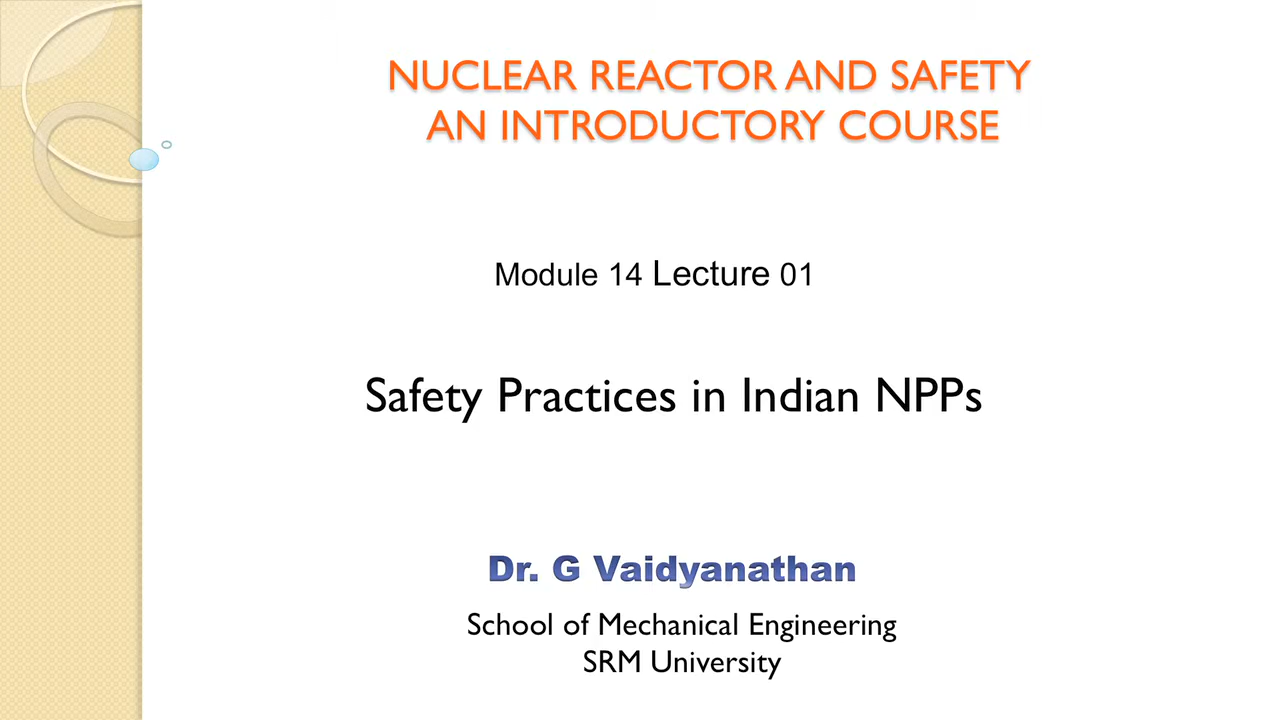 NUCLEAR REACTOR AND SAFETY
AN INTRODUCTORY COURSE
Module 14 Lecture 01
Safety Practices in Indian NPPs
Dr. G Vaidyanathan
School of Mechanical Engineering
SRM University